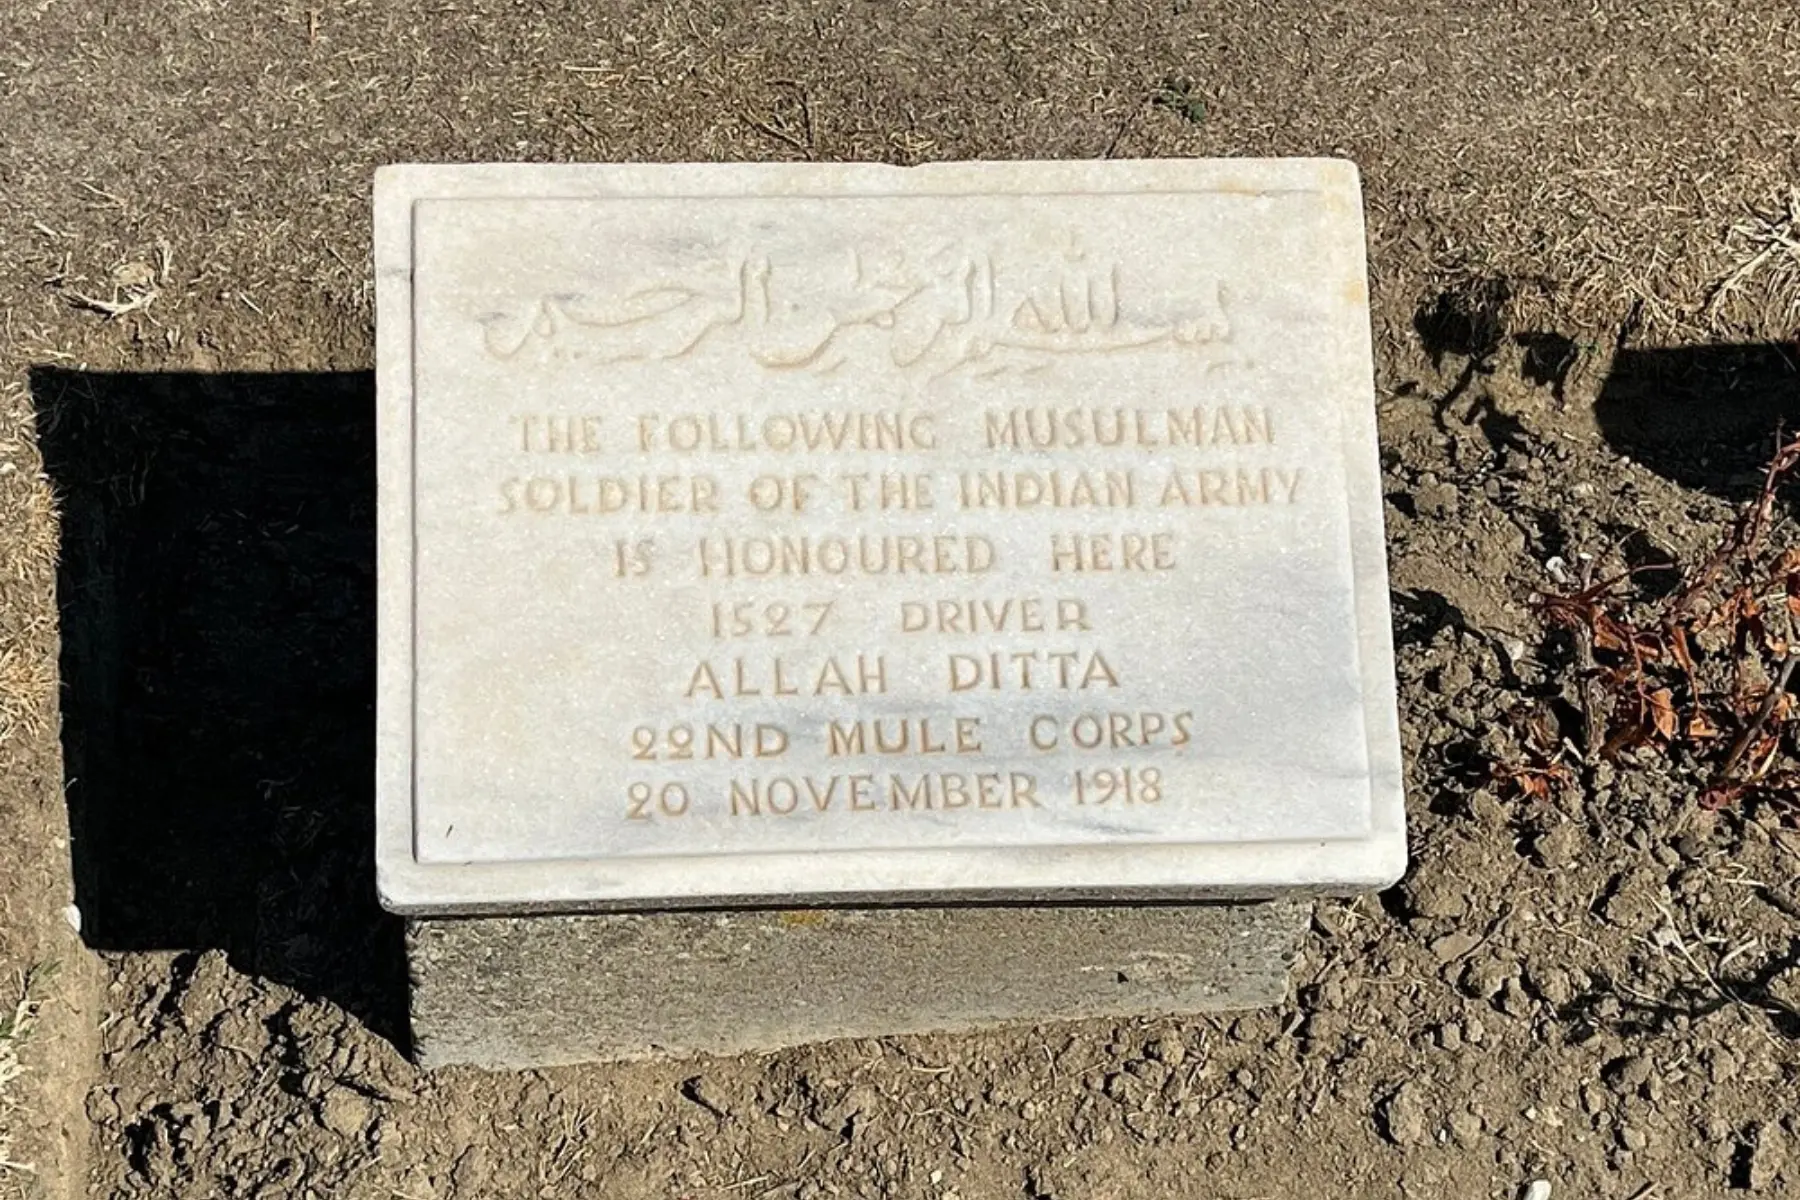 بسم الله الرحمن الرحيم
THE FOLLOWING MUSULMAN
SOLDIER OF THE INDIAN ARMY
IS HONOURED HERE
1527 DRIVER
ALLAH DITTA
22ND MULE CORPS
20 NOVEMBER 1918